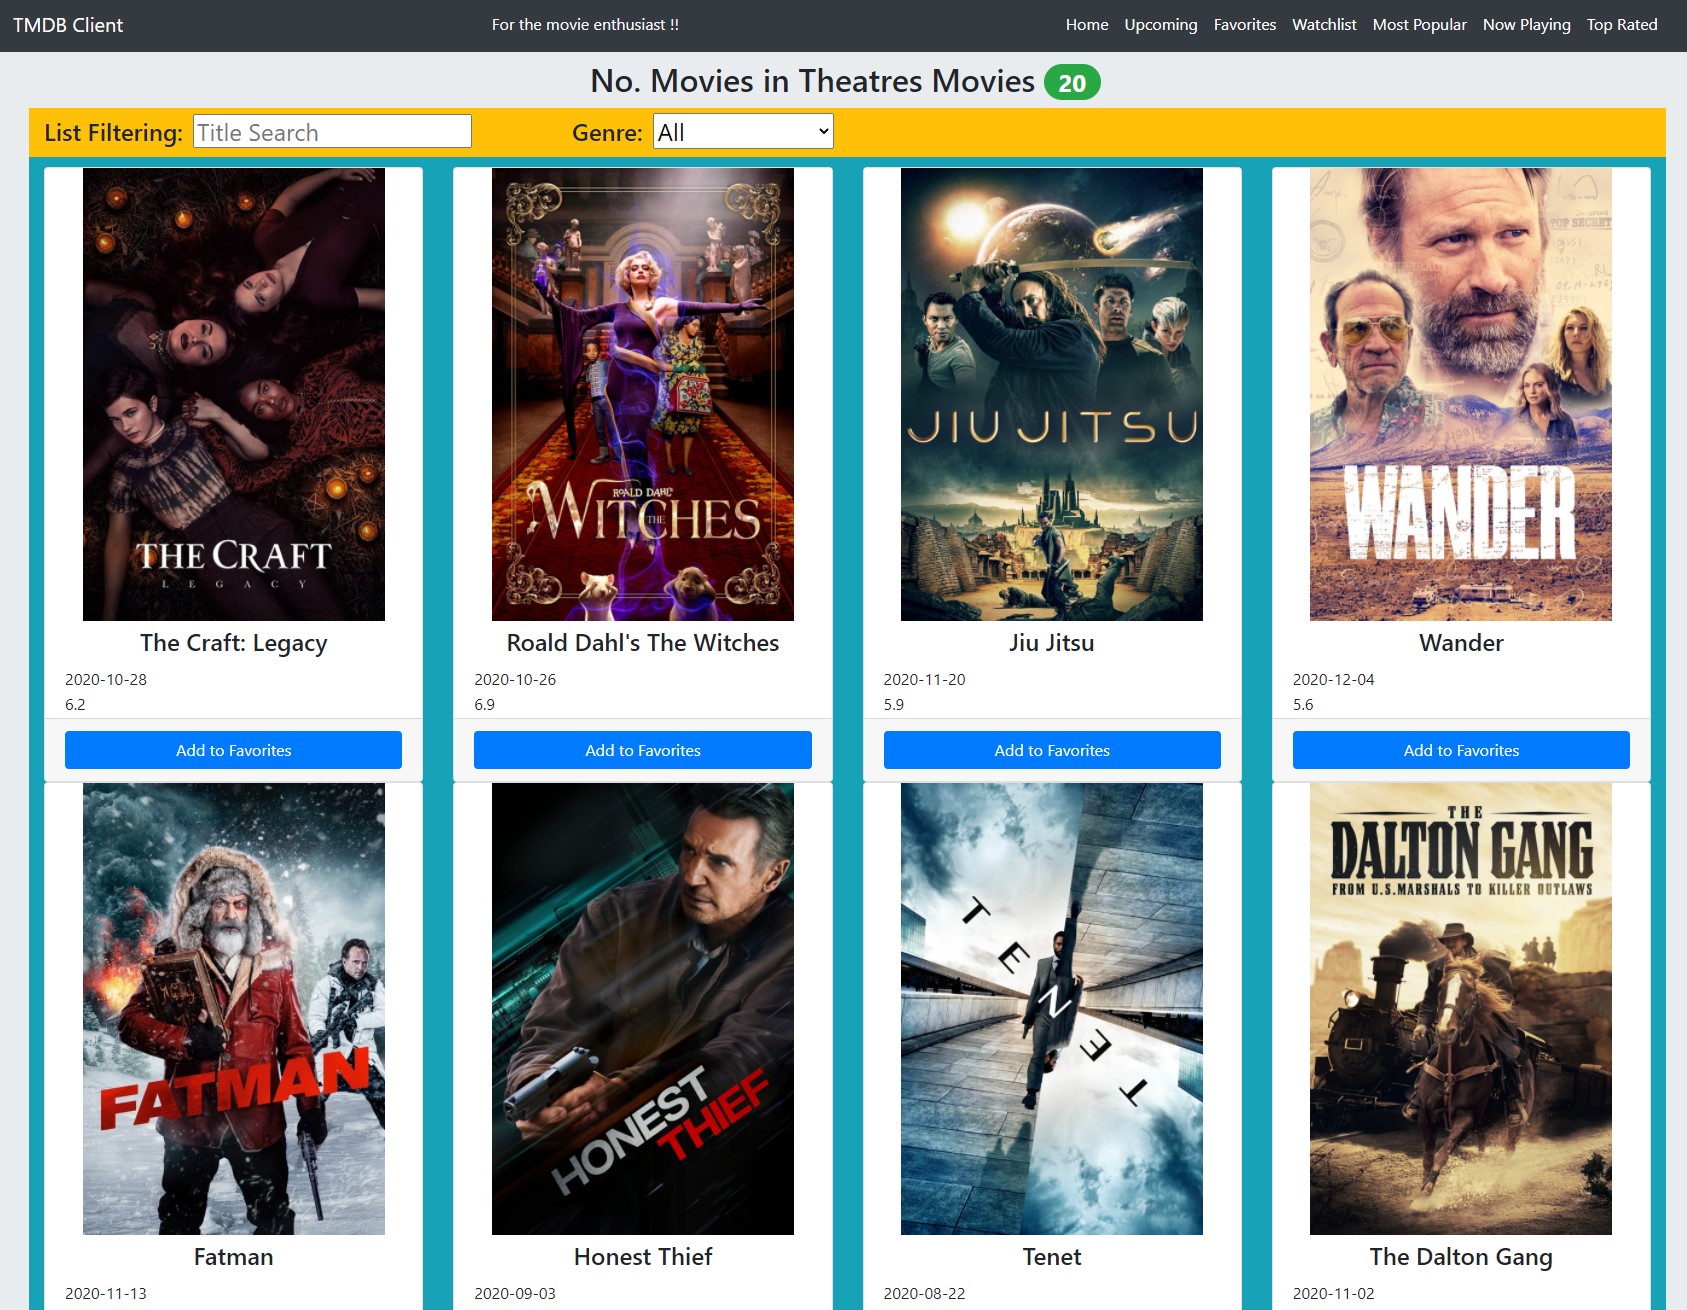 TMDB Client
For the movie enthusiast !!
Home Upcoming Favorites Watchlist Most Popular Now Playing Top Rated
No. Movies in Theatres Movies 20
List Filtering: Title Search Genre: All
THE CRAFT
LEGACY
ROALD DAHL'S
THE
WITCHES
JIU JITSU
TOP SECRET
WANDER
The Craft: Legacy
Roald Dahl's The Witches
Jiu Jitsu
Wander
2020-10-28
2020-10-26
2020-11-20
2020-12-04
6.2
6.9
5.9
5.6
Add to Favorites
Add to Favorites
Add to Favorites
Add to Favorites
FATMAN
HONEST
THIEF
TENET
THE
DALTON GANG
FROM U.S. MARSHALS TO KILLER OUTLAWS
Fatman
Honest Thief
Tenet
The Dalton Gang
2020-11-13
2020-09-03
2020-08-22
2020-11-02